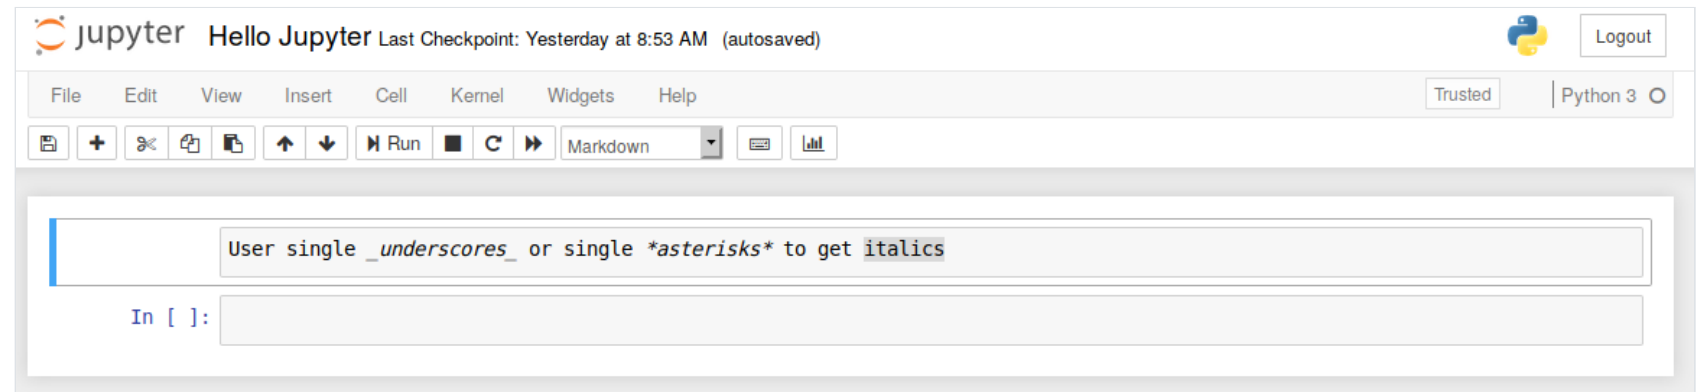 jupyter Hello Jupyter Last Checkpoint: Yesterday at 8:53 AM (autosaved) Logout
File Edit View Insert Cell Kernel Widgets Help Trusted Python 3
Run Markdown
User single _underscores_ or single *asterisks* to get italics
In [ ]: